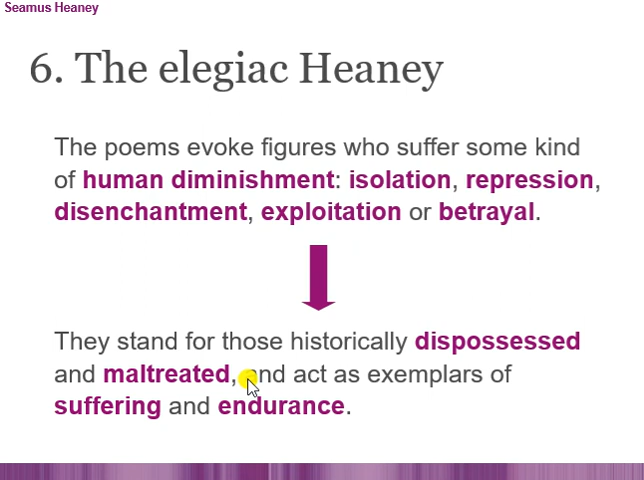 Seamus Heaney
6. The elegiac Heaney
The poems evoke figures who suffer some kind
of human diminishment: isolation, repression,
disenchantment, exploitation or betrayal.
They stand for those historically dispossessed
and maltreated, and act as exemplars of
suffering and endurance.